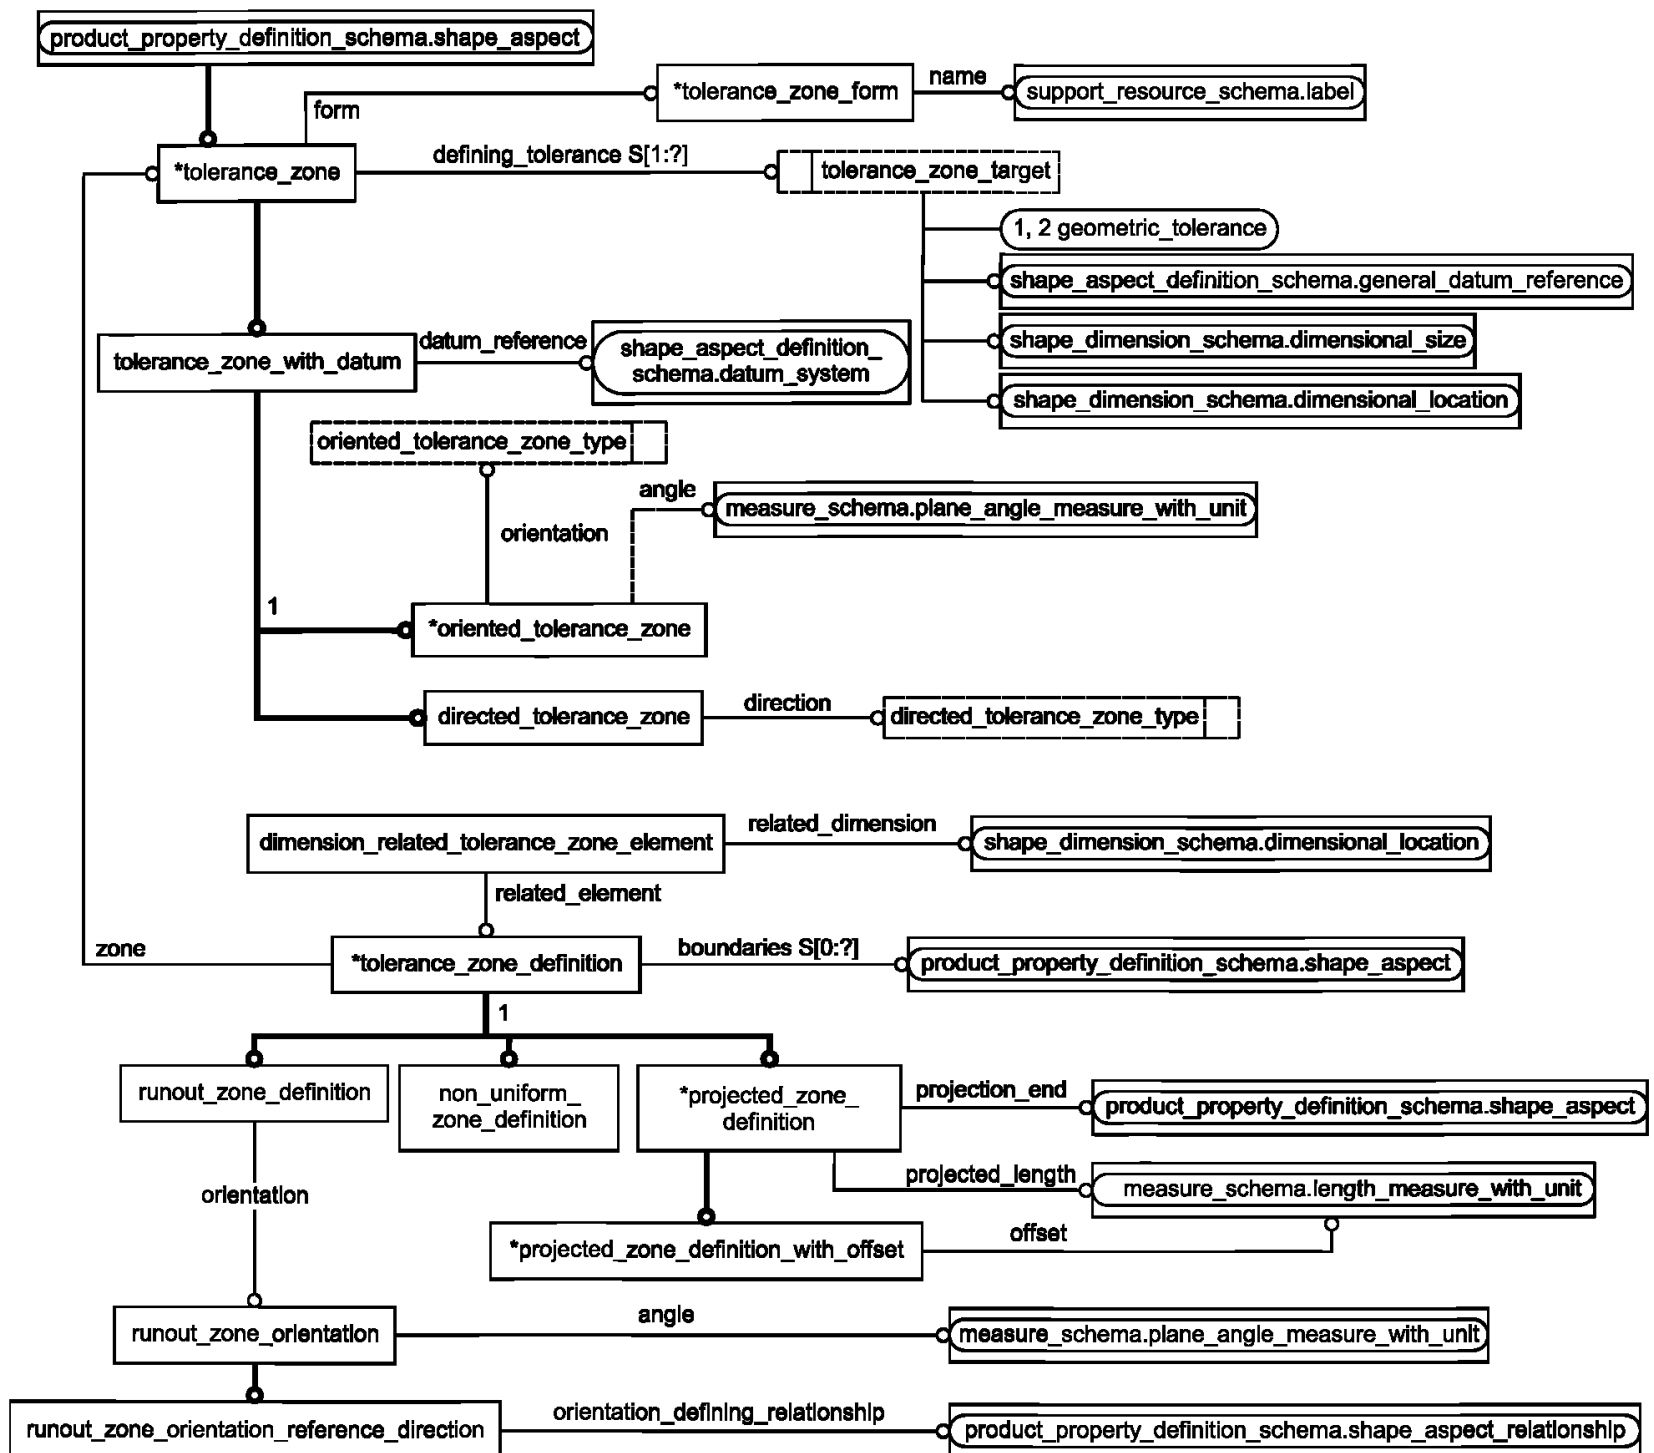 product_property_definition_schema.shape_aspect
form
*tolerance_zone_form
name
support_resource_schema.label
*tolerance_zone
defining_tolerance S[1:?]
tolerance_zone_target
1, 2 geometric_tolerance
shape_aspect_definition_schema.general_datum_reference
shape_dimension_schema.dimensional_size
shape_dimension_schema.dimensional_location
tolerance_zone_with_datum
datum_reference
shape_aspect_definition_
schema.datum_system
oriented_tolerance_zone_type
orientation
angle
measure_schema.plane_angle_measure_with_unit
1
*oriented_tolerance_zone
directed_tolerance_zone
direction
directed_tolerance_zone_type
dimension_related_tolerance_zone_element
related_dimension
shape_dimension_schema.dimensional_location
related_element
zone
*tolerance_zone_definition
boundaries S[0:?]
product_property_definition_schema.shape_aspect
1
runout_zone_definition
non_uniform_
zone_definition
*projected_zone_
definition
projection_end
product_property_definition_schema.shape_aspect
projected_length
measure_schema.length_measure_with_unit
orientation
*projected_zone_definition_with_offset
offset
runout_zone_orientation
angle
measure_schema.plane_angle_measure_with_unit
runout_zone_orientation_reference_direction
orientation_defining_relationship
product_property_definition_schema.shape_aspect_relationship